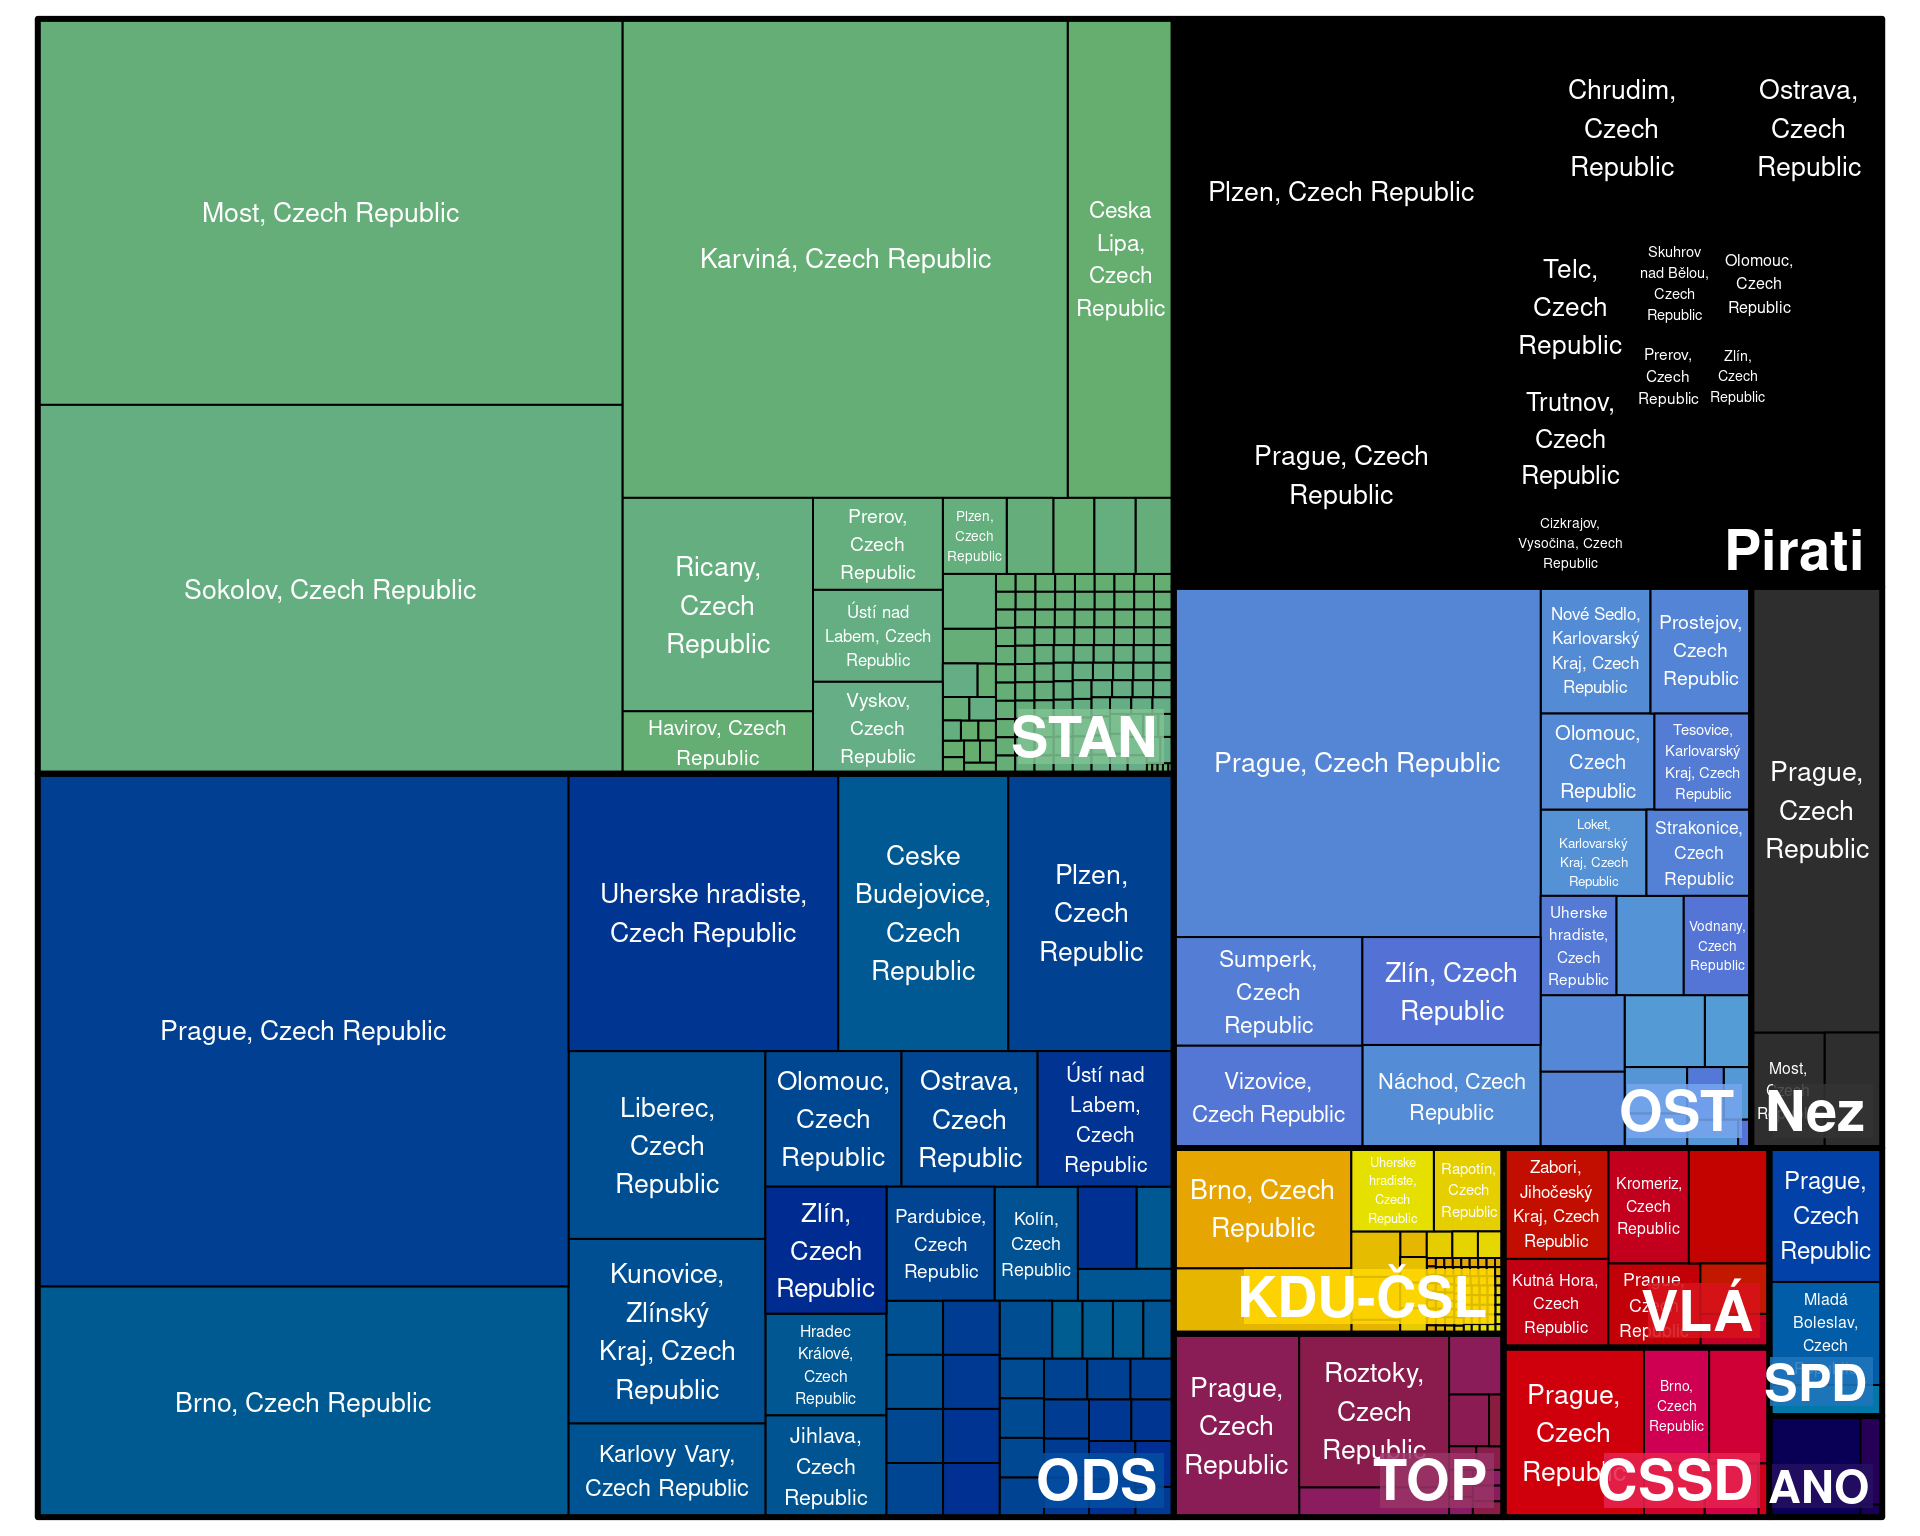 Most, Czech Republic
Sokolov, Czech Republic
Karviná, Czech Republic
Ceska
Lipa,
Czech
Republic
Ricany,
Czech
Republic
Havirov, Czech
Republic
Prerov,
Czech
Republic
Ústí nad
Labem, Czech
Republic
Vyskov,
Czech
Republic
Plzen,
Czech
Republic
STAN
Plzen, Czech Republic
Prague, Czech
Republic
Chrudim,
Czech
Republic
Ostrava,
Czech
Republic
Telc,
Czech
Republic
Skuhrov
nad Bělou,
Czech
Republic
Olomouc,
Czech
Republic
Prerov,
Czech
Republic
Zlín,
Czech
Republic
Trutnov,
Czech
Republic
Cizkrajov,
Vysočina, Czech
Republic
Pirati
Prague, Czech Republic
Brno, Czech Republic
Uherske hradiste,
Czech Republic
Ceske
Budejovice,
Czech
Republic
Plzen,
Czech
Republic
Liberec,
Czech
Republic
Kunovice,
Zlínský
Kraj, Czech
Republic
Karlovy Vary,
Czech Republic
Olomouc,
Czech
Republic
Ostrava,
Czech
Republic
Ústí nad
Labem,
Czech
Republic
Zlín,
Czech
Republic
Pardubice,
Czech
Republic
Kolín,
Czech
Republic
Hradec
Králové,
Czech
Republic
Jihlava,
Czech
Republic
ODS
Prague, Czech Republic
Sumperk,
Czech
Republic
Zlín, Czech
Republic
Vizovice,
Czech Republic
Náchod, Czech
Republic
Nové Sedlo,
Karlovarský
Kraj, Czech
Republic
Prostejov,
Czech
Republic
Olomouc,
Czech
Republic
Tesovice,
Karlovarský
Kraj, Czech
Republic
Loket,
Karlovarský
Kraj, Czech
Republic
Strakonice,
Czech
Republic
Uherske
hradiste,
Czech
Republic
Vodnany,
Czech
Republic
OST
Prague,
Czech
Republic
Most,
Czech
Nez
Brno, Czech
Republic
Uherske
hradiste,
Czech
Republic
Rapotín,
Czech
Republic
KDU-ČSL
Zabori,
Jihočeský
Kraj, Czech
Republic
Kromeriz,
Czech
Republic
Kutná Hora,
Czech
Republic
Prague,
Czech
Republic
VLÁ
Prague,
Czech
Republic
Mladá
Boleslav,
Czech
SPD
Prague,
Czech
Republic
Roztoky,
Czech
Republic
TOP
Prague,
Czech
Republic
Brno,
Czech
Republic
CSSD
ANO